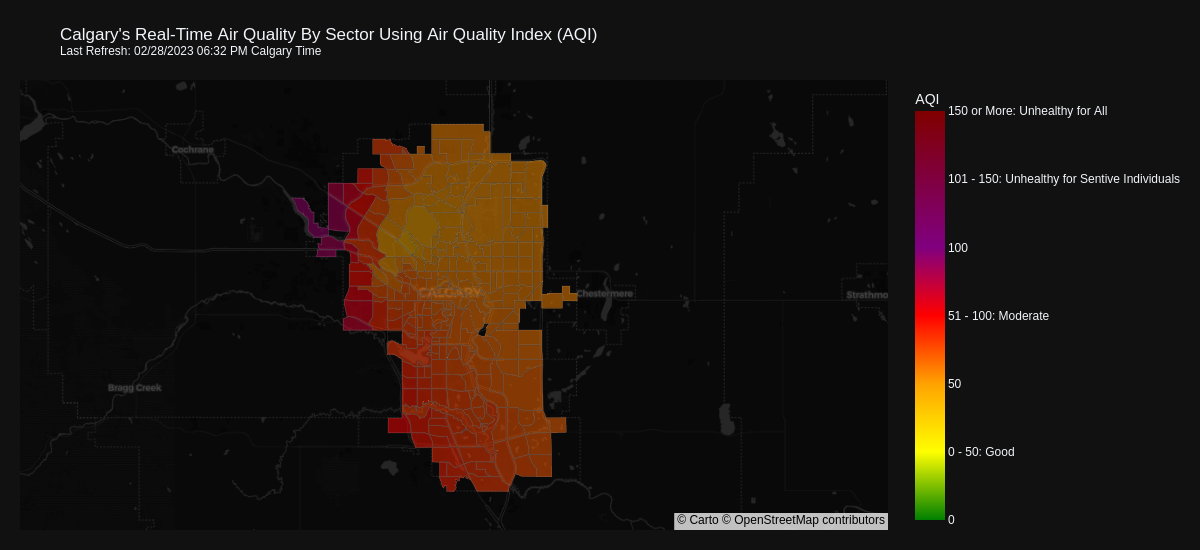 Calgary's Real-Time Air Quality By Sector Using Air Quality Index (AQI)
Last Refresh: 02/28/2023 06:32 PM Calgary Time
AQI
150 or More: Unhealthy for All
Cochrane
101 - 150: Unhealthy for Sentive Individuals
100
CALGARY
Chestermere
Strathmo
51 - 100: Moderate
50
Bragg Creek
0 - 50: Good
0
© Carto © OpenStreetMap contributors